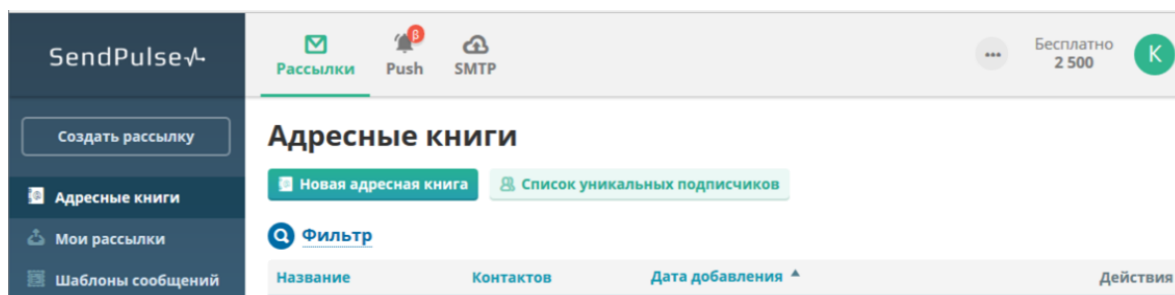 SendPulse
Рассылки
β
Push
SMTP
Бесплатно
2 500
K
Создать рассылку
Адресные книги
Мои рассылки
Шаблоны сообщений
Адресные книги
Новая адресная книга
Список уникальных подписчиков
Фильтр
Название Контактов Дата добавления Действия